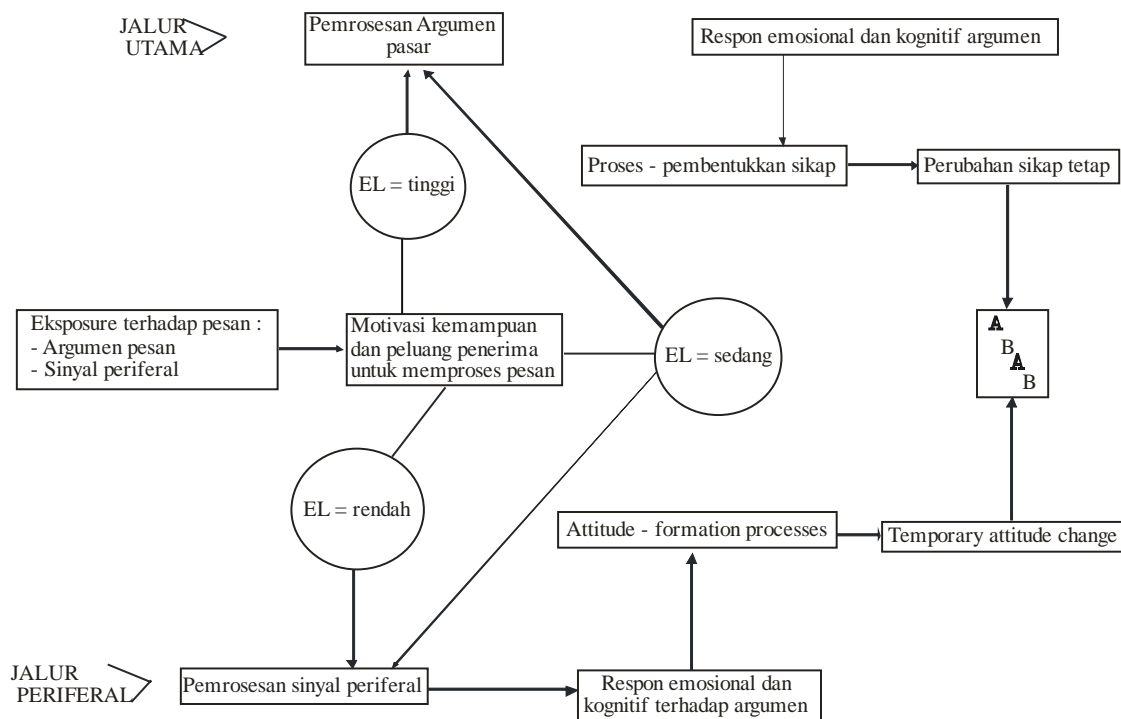 JALUR
UTAMA
Pemrosesan Argumen
pasar
Respon emosional dan kognitif argumen
Proses - pembentukkan sikap
Perubahan sikap tetap
EL = tinggi
Eksposure terhadap pesan :
- Argumen pesan
- Sinyal periferal
Motivasi kemampuan
dan peluang penerima
untuk memproses pesan
EL = sedang
A
B
A
B
EL = rendah
Attitude - formation processes
Temporary attitude change
JALUR
PERIFERAL
Pemrosesan sinyal periferal
Respon emosional dan
kognitif terhadap argumen